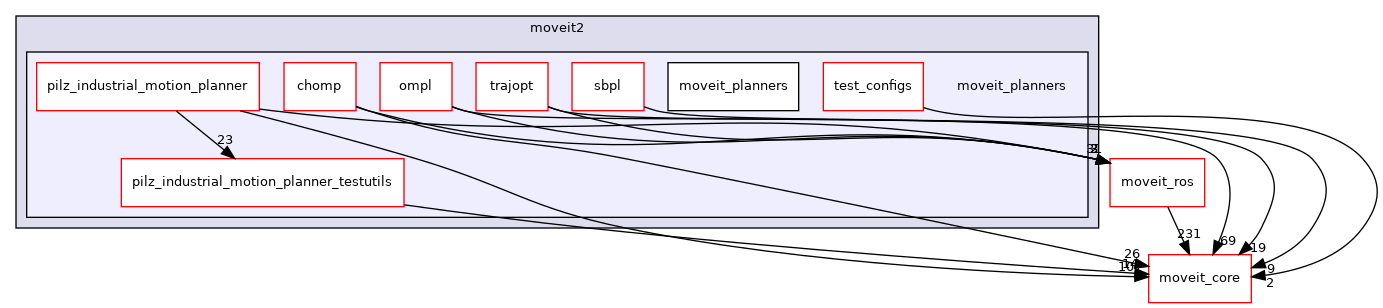 moveit2
pilz_industrial_motion_planner
chomp
ompl
trajopt
sbpl
moveit_planners
test_configs
moveit_planners
23
pilz_industrial_motion_planner_testutils
moveit_ros
231
69
19
26
9
2
moveit_core